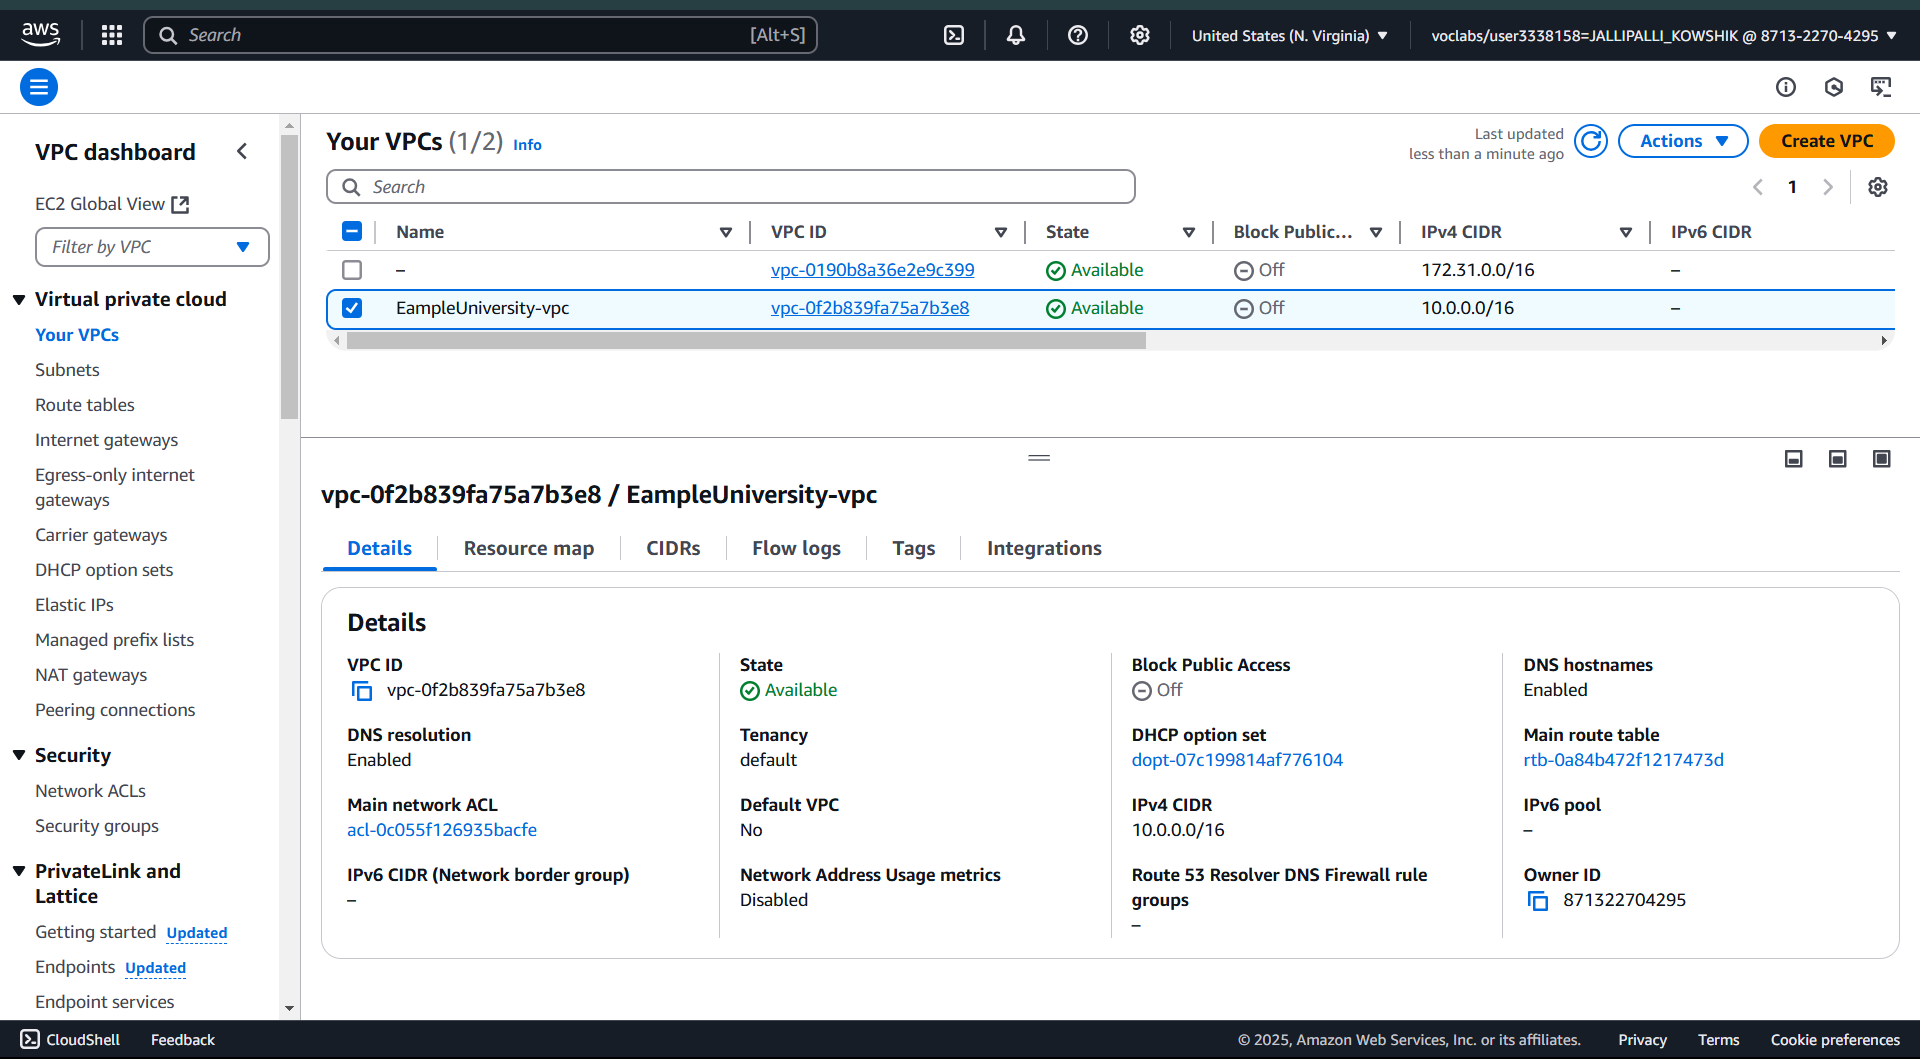 aws
Search [Alt+S]
United States (N. Virginia)
voclabs/user3338158=JALLIPALLI_KOWSHIK @ 8713-2270-4295
VPC dashboard
EC2 Global View
Filter by VPC
Virtual private cloud
Your VPCs
Subnets
Route tables
Internet gateways
Egress-only internet
gateways
Carrier gateways
DHCP option sets
Elastic IPs
Managed prefix lists
NAT gateways
Peering connections
Security
Network ACLs
Security groups
PrivateLink and
Lattice
Getting started Updated
Endpoints Updated
Endpoint services
Your VPCs (1/2) Info
Last updated
less than a minute ago
Actions
Create VPC
Search
1
Name VPC ID State Block Public... IPv4 CIDR IPv6 CIDR
– vpc-0190b8a36e2e9c399 Available Off 172.31.0.0/16 –
EampleUniversity-vpc vpc-0f2b839fa75a7b3e8 Available Off 10.0.0.0/16 –
vpc-0f2b839fa75a7b3e8 / EampleUniversity-vpc
Details Resource map CIDRs Flow logs Tags Integrations
Details
VPC ID
vpc-0f2b839fa75a7b3e8
State
Available
Block Public Access
Off
DNS hostnames
Enabled
DNS resolution
Enabled
Tenancy
default
DHCP option set
dopt-07c199814af776104
Main route table
rtb-0a84b472f1217473d
Main network ACL
acl-0c055f126935bacfe
Default VPC
No
IPv4 CIDR
10.0.0.0/16
IPv6 pool
–
IPv6 CIDR (Network border group)
–
Network Address Usage metrics
Disabled
Route 53 Resolver DNS Firewall rule
groups
–
Owner ID
871322704295
CloudShell Feedback
© 2025, Amazon Web Services, Inc. or its affiliates. Privacy Terms Cookie preferences